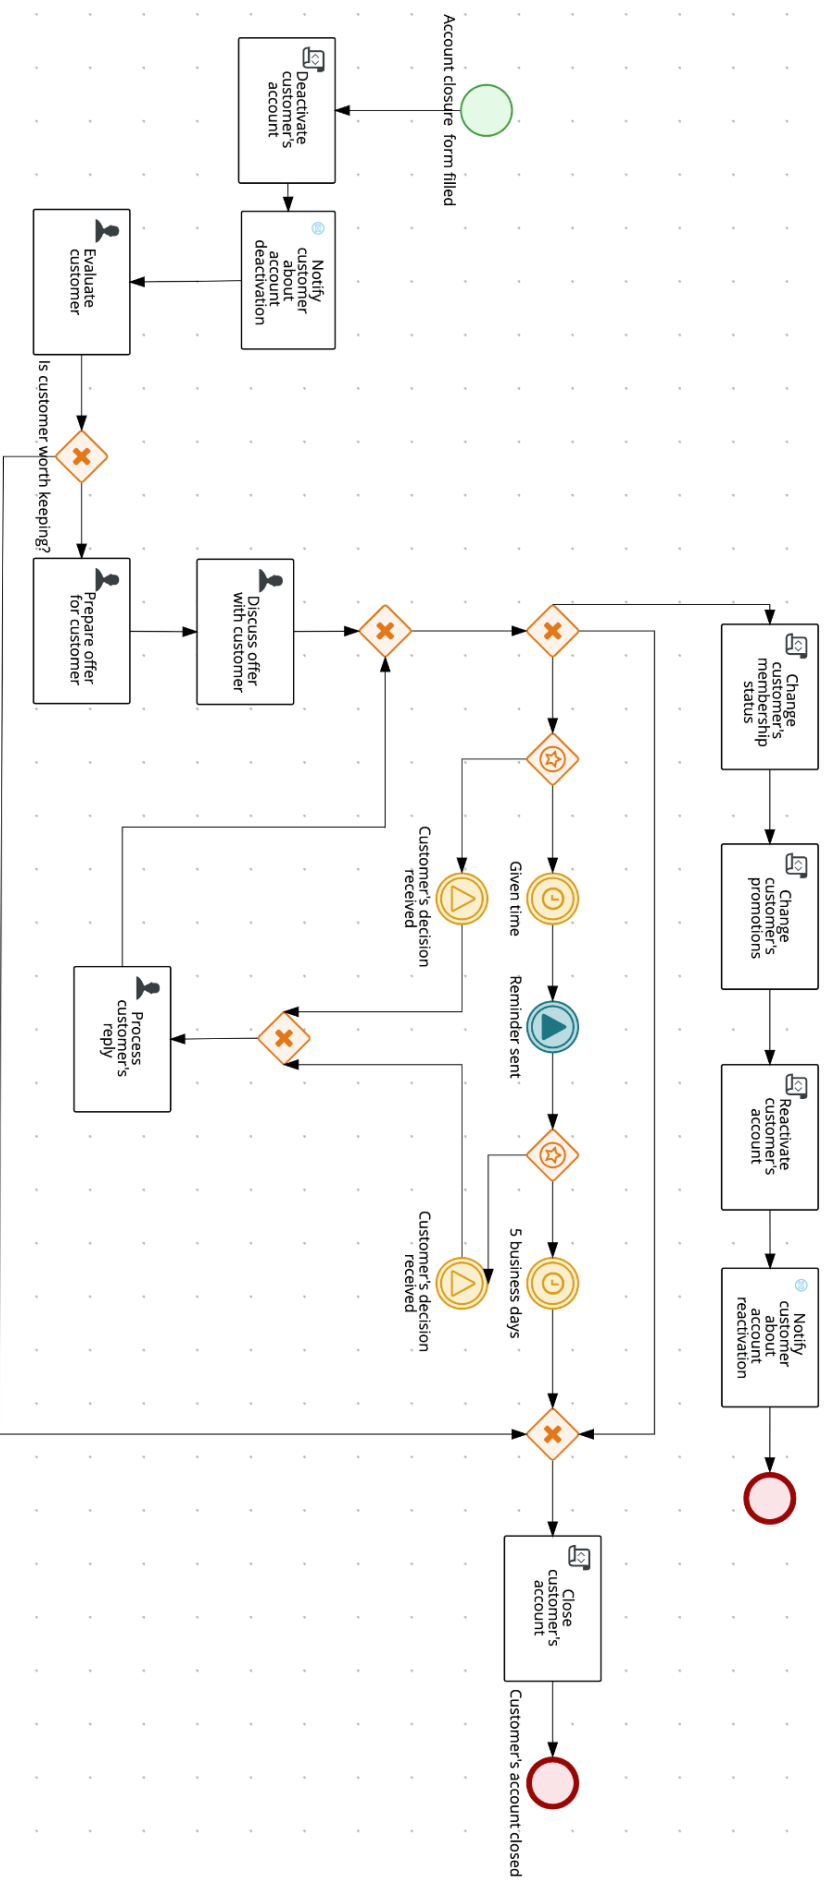 Account closure form filled
Deactivate
customer's
account
Notify
customer
about
account
deactivation
Evaluate
customer
Is customer worth keeping?
Prepare offer
for customer
Discuss offer
with customer
Change
customer's
membership
status
Change
customer's
promotions
Reactivate
customer's
account
Notify
customer
about
account
reactivation
Given time
Reminder sent
5 business days
Customer's decision
received
Customer's decision
received
Process
customer's
reply
Close
customer's
account
Customer's account closed